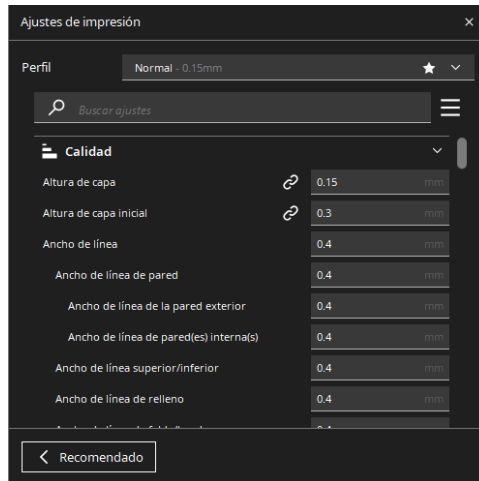 Ajustes de impresión ×
Perfil Normal - 0.15mm
Buscar ajustes
Calidad
Altura de capa 0.15 mm
Altura de capa inicial 0.3 mm
Ancho de línea 0.4 mm
Ancho de línea de pared 0.4 mm
Ancho de línea de la pared exterior 0.4 mm
Ancho de línea de pared(es) interna(s) 0.4 mm
Ancho de línea superior/inferior 0.4 mm
Ancho de línea de relleno 0.4 mm
Recomendado